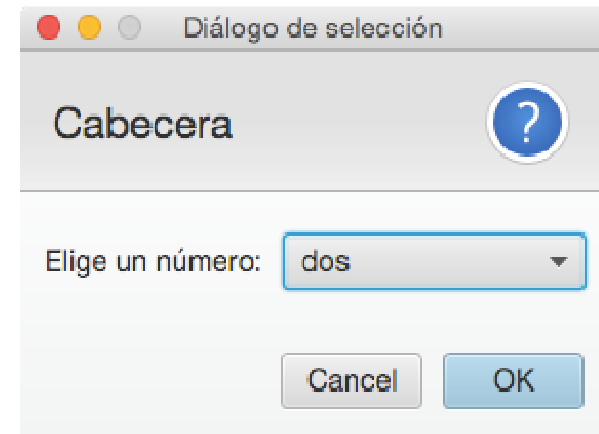 Diálogo de selección
Cabecera
?
Elige un número: dos
Cancel OK